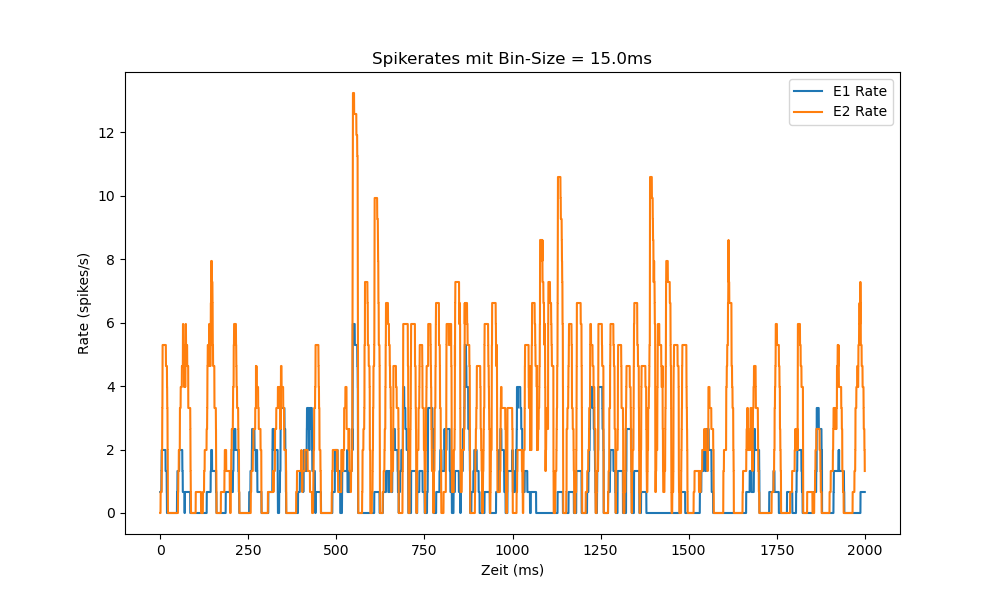 Spikerates mit Bin-Size = 15.0ms
E1 Rate
E2 Rate
Rate (spikes/s)
12
10
8
6
4
2
0
0 250 500 750 1000 1250 1500 1750 2000
Zeit (ms)